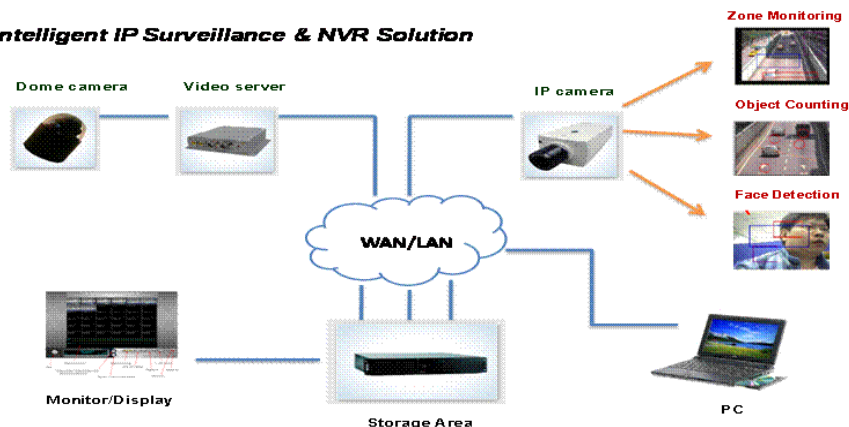 ntelligent IP Surveillance & NVR Solution
Zone Monitoring
Dome camera
Video server
IP camera
Object Counting
Face Detection
WAN/LAN
Monitor/Display
Storage Area
PC